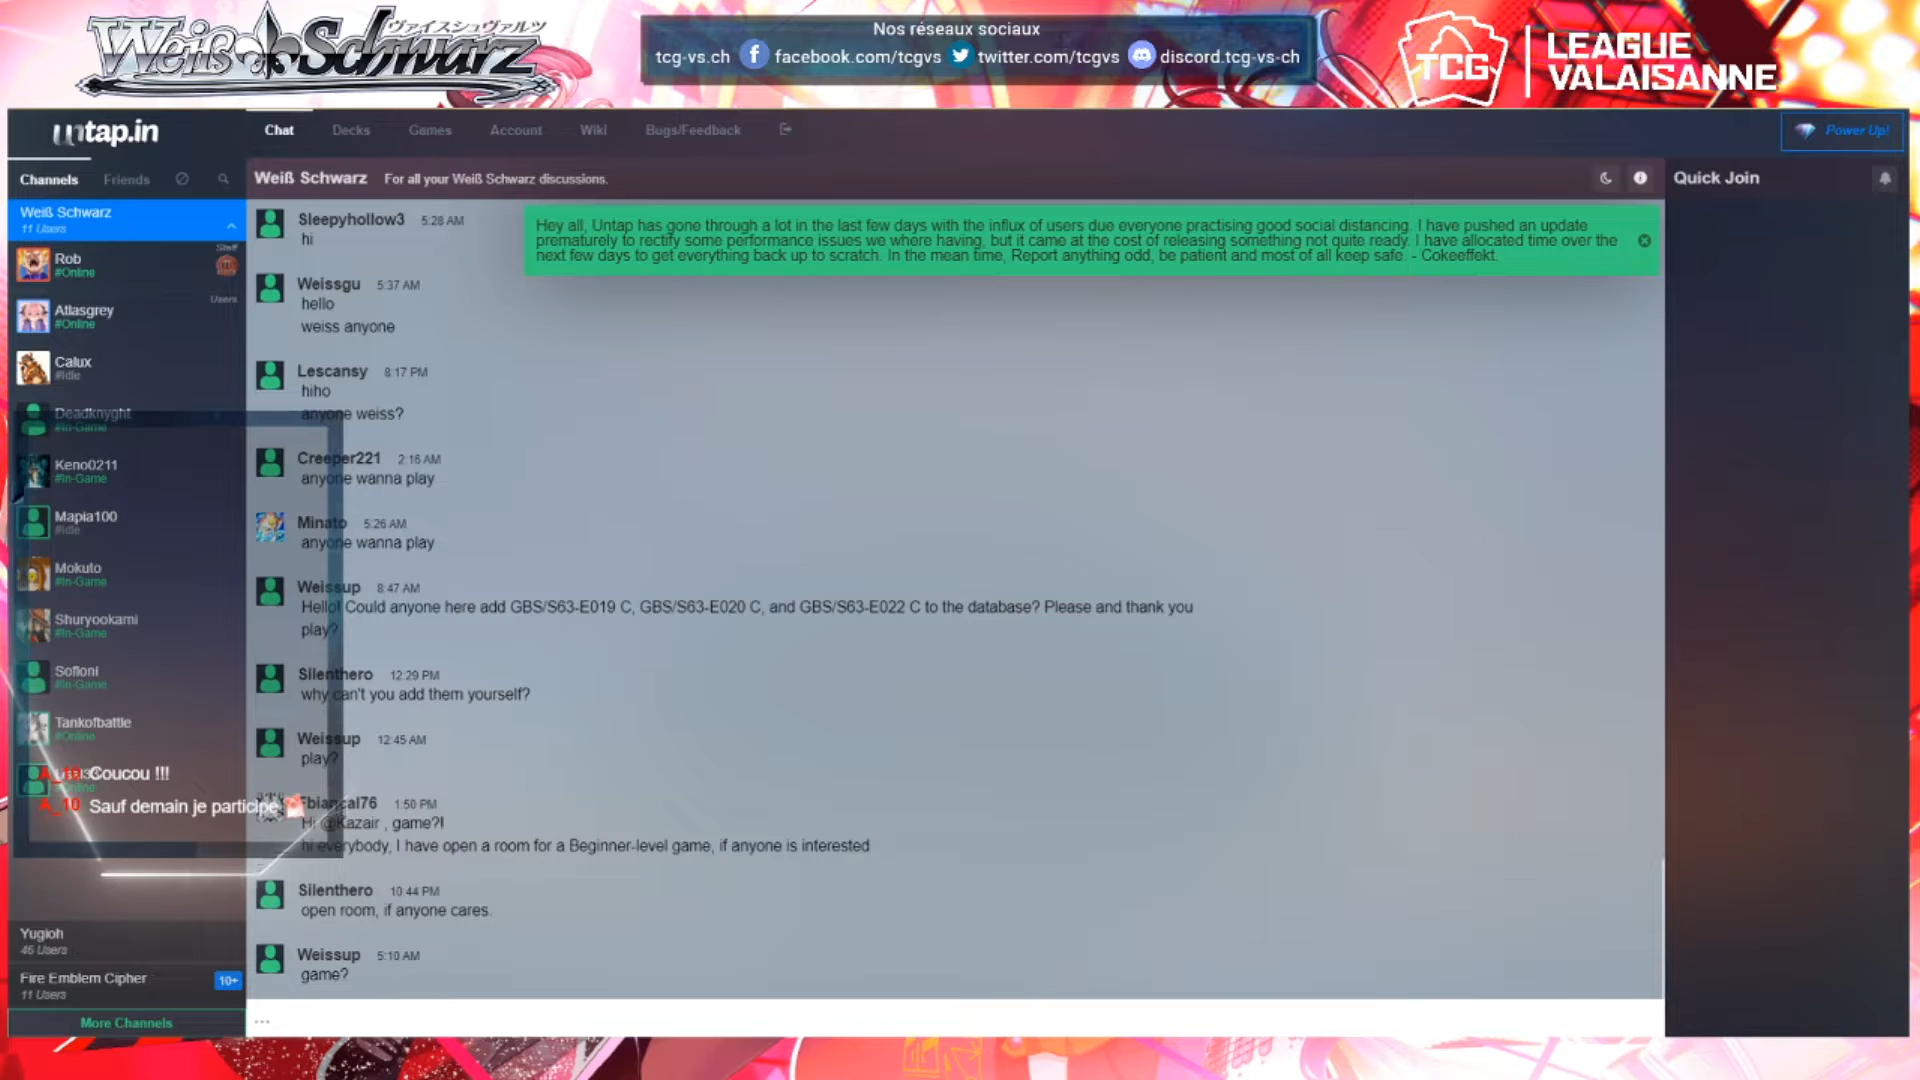 Weiß Schwarz
ヴァイスシュヴァルツ
Nos réseaux sociaux
tcg-vs.ch facebook.com/tcgvs twitter.com/tcgvs discord.tcg-vs-ch
TCG
LEAGUE
VALAISANNE
untap.in
Chat Decks Games Account Wiki Bugs/Feedback
Power Up!
Channels Friends
Weiß Schwarz For all your Weiß Schwarz discussions.
Quick Join
Weiß Schwarz
11 Users
Staff
Rob
#Online
Users
Atlasgrey
#Online
Calux
#Idle
Deadknyght
#In-Game
Keno0211
#In-Game
Mapia100
#Idle
Mokuto
#In-Game
Shuryookami
#In-Game
Sofloni
#In-Game
Tankofbattle
#Online
#Online
A_10 Coucou !!!
A_10 Sauf demain je participe
Yugioh
46 Users
Fire Emblem Cipher
11 Users
10+
More Channels
Hey all, Untap has gone through a lot in the last few days with the influx of users due everyone practising good social distancing. I have pushed an update
prematurely to rectify some performance issues we where having, but it came at the cost of releasing something not quite ready. I have allocated time over the
next few days to get everything back up to scratch. In the mean time, Report anything odd, be patient and most of all keep safe. - Cokeeffekt.
Sleepyhollow3 5:28 AM
hi
Weissgu 5:37 AM
hello
weiss anyone
Lescansy 8:17 PM
hiho
anyone weiss?
Creeper221 2:16 AM
anyone wanna play
Minato 5:26 AM
anyone wanna play
Weissup 8:47 AM
Hello! Could anyone here add GBS/S63-E019 C, GBS/S63-E020 C, and GBS/S63-E022 C to the database? Please and thank you
play?
Silenthero 12:29 PM
why can't you add them yourself?
Weissup 12:45 AM
play?
Fbiancal76 1:50 PM
Hi @Kazair , game?!
hi everybody, I have open a room for a Beginner-level game, if anyone is interested
Silenthero 10:44 PM
open room, if anyone cares.
Weissup 5:10 AM
game?
...